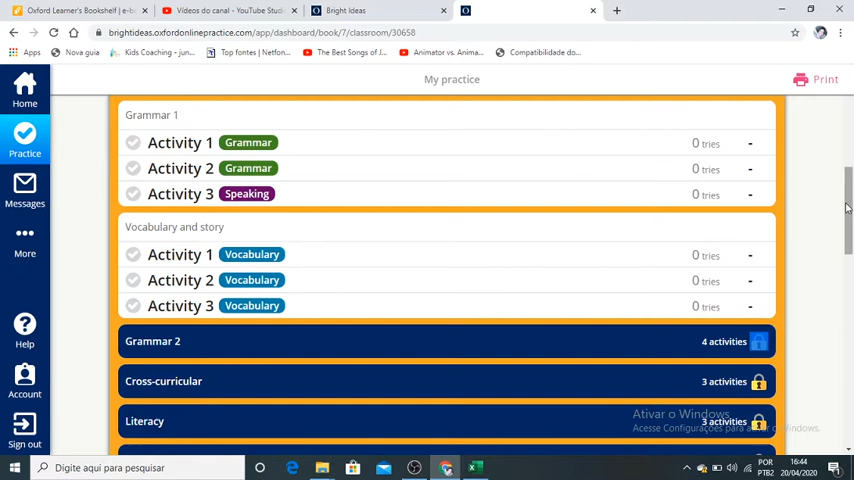 Oxford Learner's Bookshelf | e-b
Vídeos do canal - YouTube Studi
Bright Ideas
brightideas.oxfordonlinepractice.com/app/dashboard/book/7/classroom/30658
Apps
Nova guia
Kids Coaching - jun...
Top fontes | Netfon...
The Best Songs of J...
Animator vs. Anima...
Compatibilidade do...
My practice
Print
Home
Practice
Messages
More
Help
Account
Sign out
Grammar 1
Activity 1 Grammar 0 tries -
Activity 2 Grammar 0 tries -
Activity 3 Speaking 0 tries -
Vocabulary and story
Activity 1 Vocabulary 0 tries -
Activity 2 Vocabulary 0 tries -
Activity 3 Vocabulary 0 tries -
Grammar 2 4 activities
Cross-curricular 3 activities
Literacy 3 activities
Ativar o Windows
Acesse Configurações para ativar o Windows.
Digite aqui para pesquisar
POR
PTB2
16:44
20/04/2020